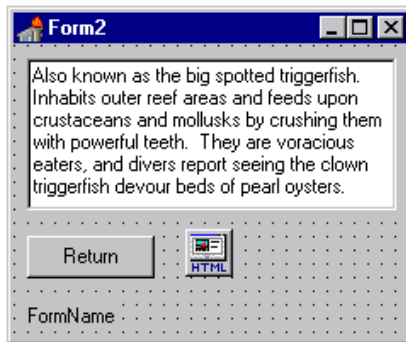 Form2
Also known as the big spotted triggerfish.
Inhabits outer reef areas and feeds upon
crustaceans and mollusks by crushing them
with powerful teeth.  They are voracious
eaters, and divers report seeing the clown
triggerfish devour beds of pearl oysters.
Return
HTML
FormName